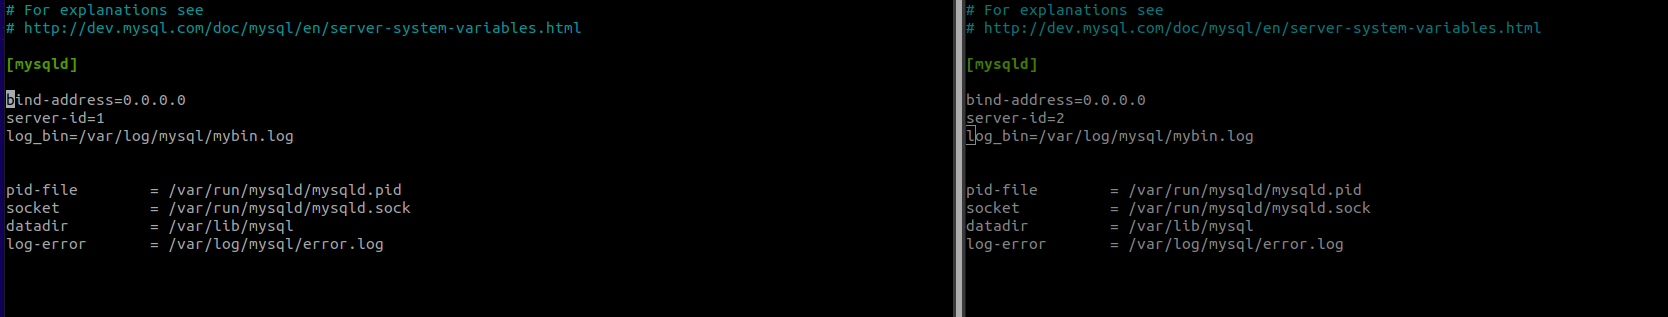 # For explanations see
# http://dev.mysql.com/doc/mysql/en/server-system-variables.html
[mysqld]
bind-address=0.0.0.0
server-id=1
log_bin=/var/log/mysql/mybin.log
pid-file        = /var/run/mysqld/mysqld.pid
socket          = /var/run/mysqld/mysqld.sock
datadir         = /var/lib/mysql
log-error       = /var/log/mysql/error.log
# For explanations see
# http://dev.mysql.com/doc/mysql/en/server-system-variables.html
[mysqld]
bind-address=0.0.0.0
server-id=2
log_bin=/var/log/mysql/mybin.log
pid-file        = /var/run/mysqld/mysqld.pid
socket          = /var/run/mysqld/mysqld.sock
datadir         = /var/lib/mysql
log-error       = /var/log/mysql/error.log